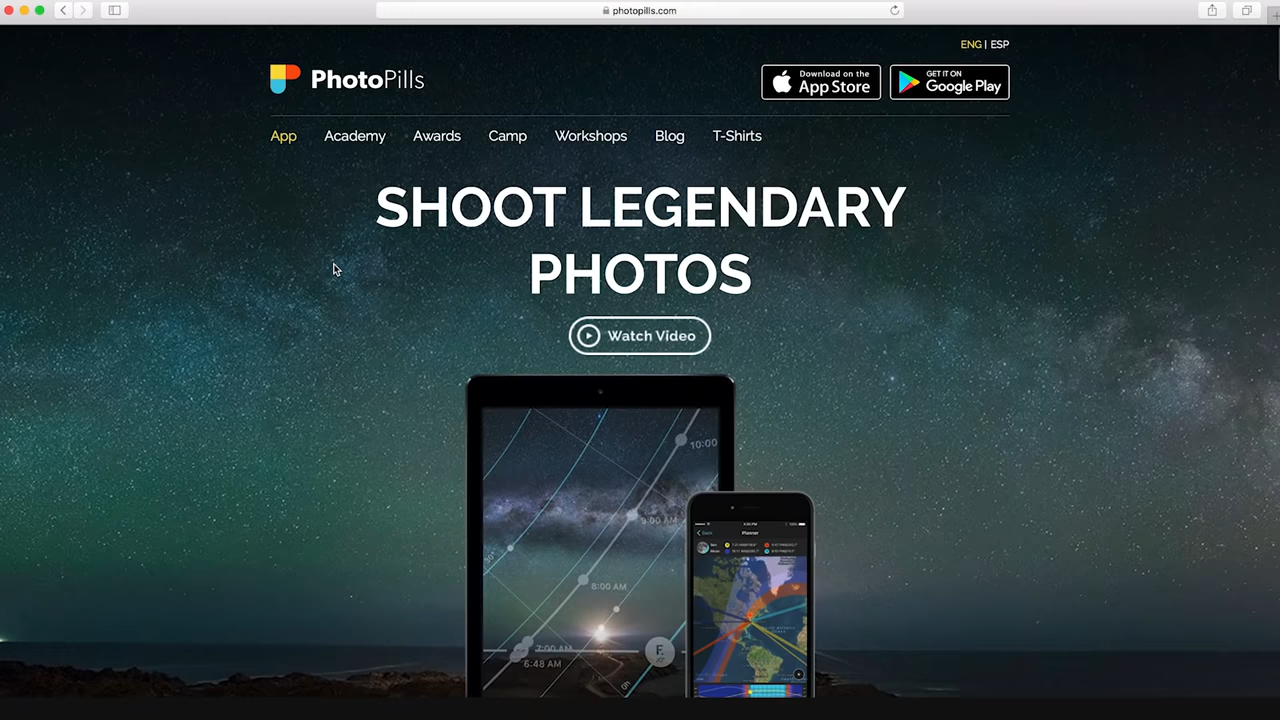 photopills.com
ENG | ESP
PhotoPills
Download on the
App Store
GET IT ON
Google Play
App Academy Awards Camp Workshops Blog T-Shirts
SHOOT LEGENDARY
PHOTOS
Watch Video
10:00
9:00 AM
8:00 AM
7:00 AM
6:48 AM
Planner